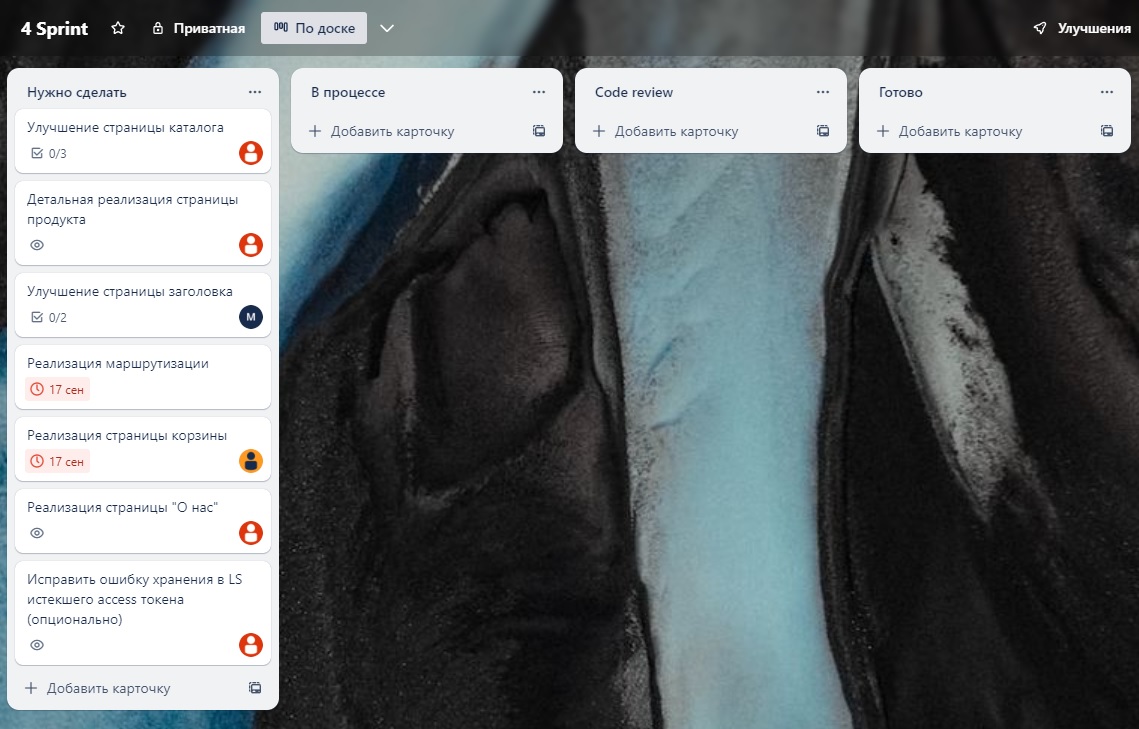 4 Sprint
Приватная
По доске
Улучшения
Нужно сделать
Улучшение страницы каталога
0/3
Детальная реализация страницы
продукта
Улучшение страницы заголовка
0/2
М
Реализация маршрутизации
17 сен
Реализация страницы корзины
17 сен
Реализация страницы "О нас"
Исправить ошибку хранения в LS
истекшего access токена
(опционально)
Добавить карточку
В процессе
Добавить карточку
Code review
Добавить карточку
Готово
Добавить карточку